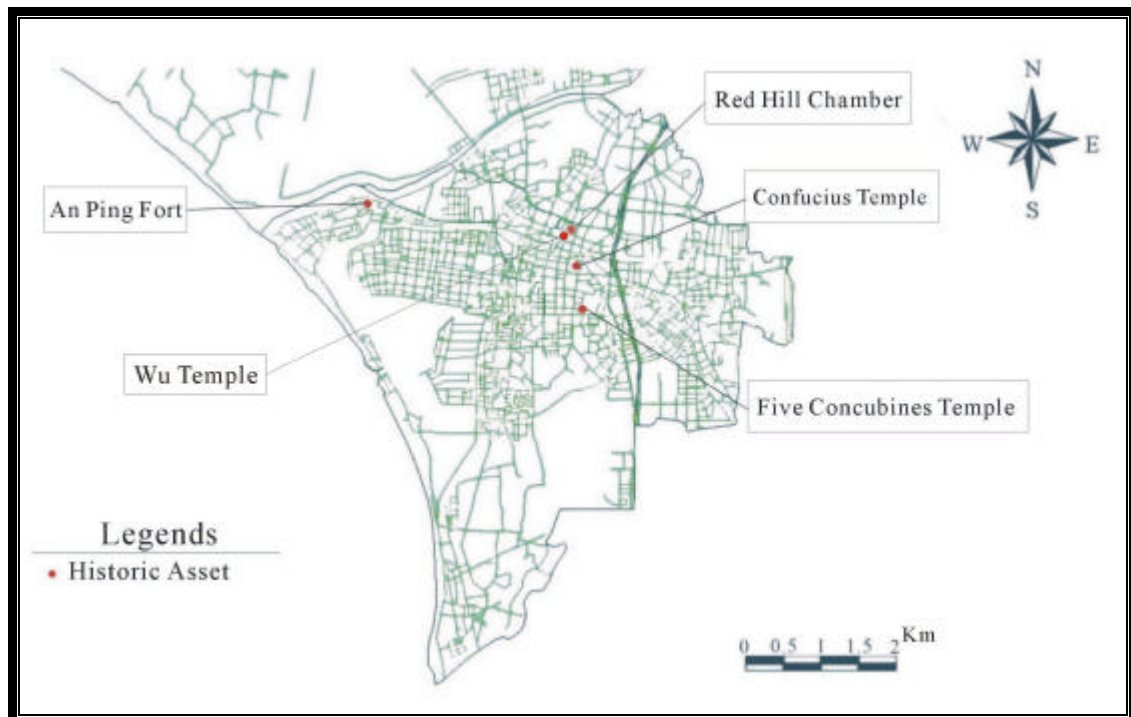 Red Hill Chamber
N
W E
S
Confucius Temple
An Ping Fort
Wu Temple
Five Concubines Temple
Legends
Historic Asset
0 0.5 1 1.5 2 Km